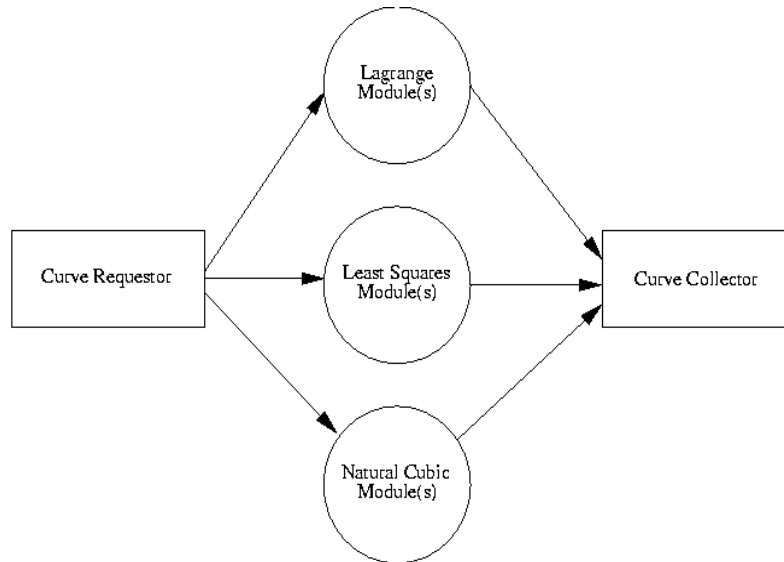 Lagrange
Module(s)
Curve Requestor
Least Squares
Module(s)
Curve Collector
Natural Cubic
Module(s)